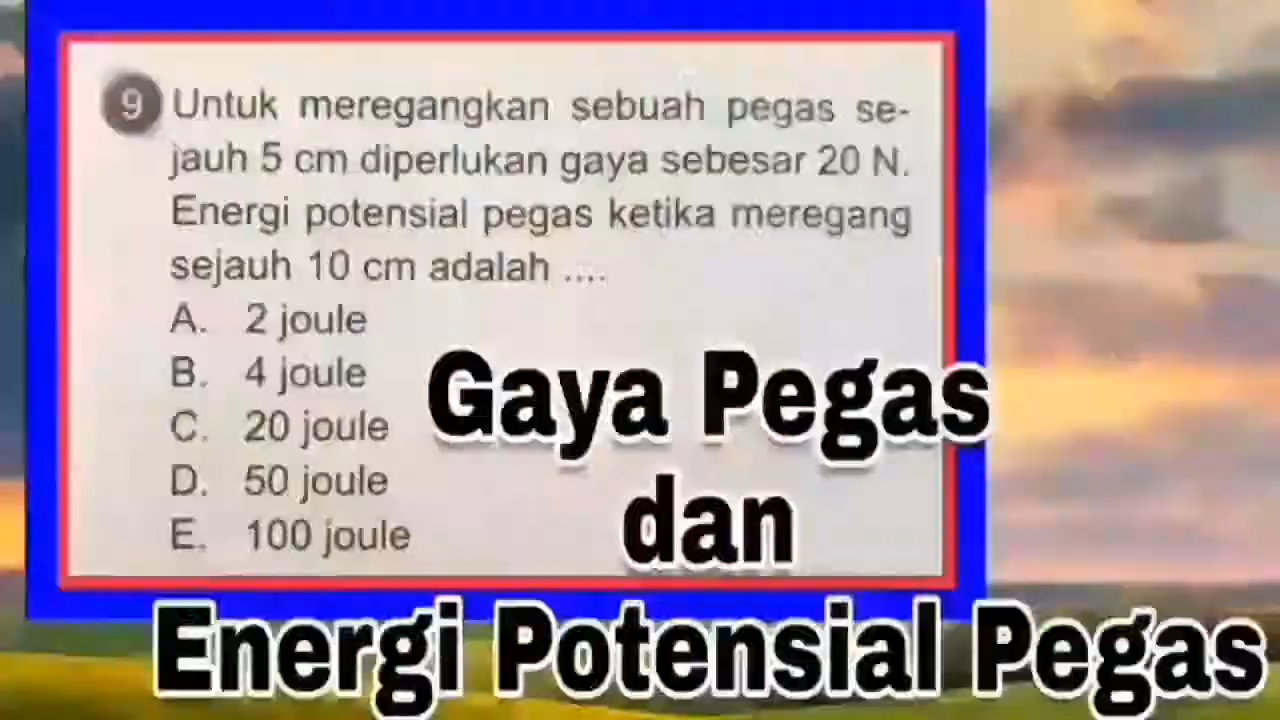 9 Untuk meregangkan sebuah pegas se-
jauh 5 cm diperlukan gaya sebesar 20 N.
Energi potensial pegas ketika meregang
sejauh 10 cm adalah ....
A. 2 joule
B. 4 joule
C. 20 joule
D. 50 joule
E. 100 joule
Gaya Pegas
dan
Energi Potensial Pegas